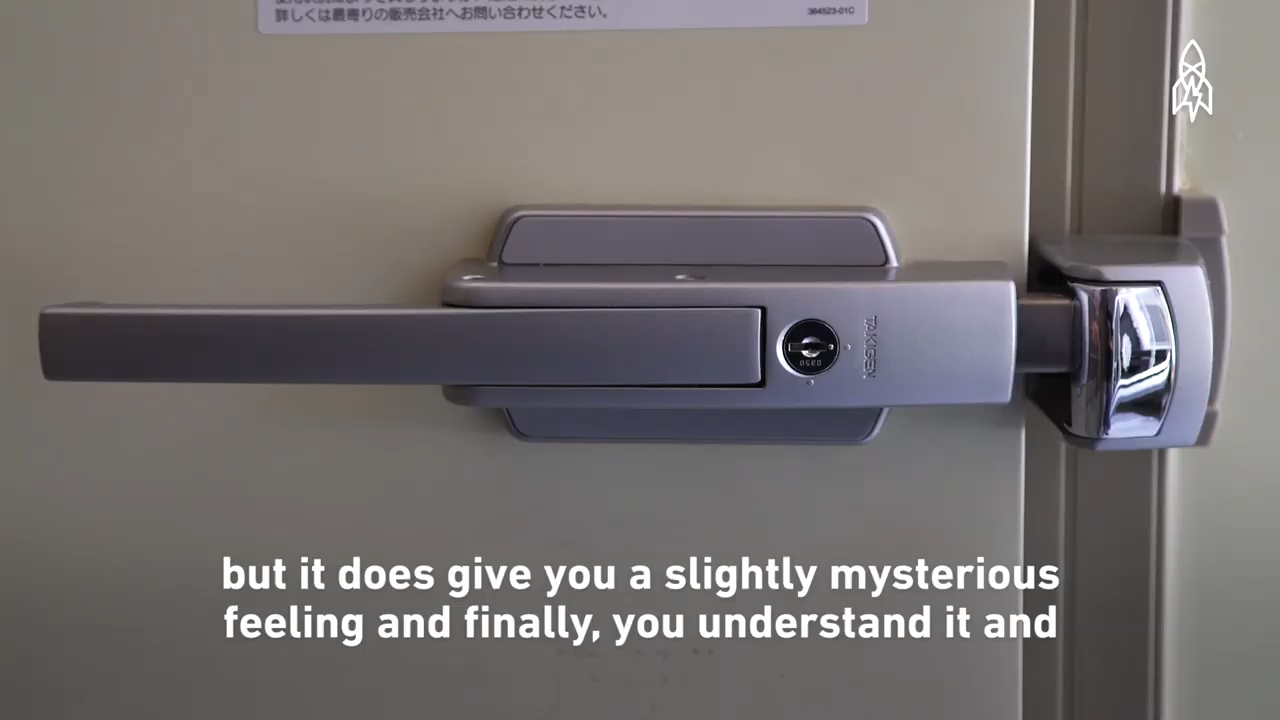 詳しくは最寄りの販売会社へお問い合わせください。
364523-01C
TAKIGEN
0350
but it does give you a slightly mysterious
feeling and finally, you understand it and